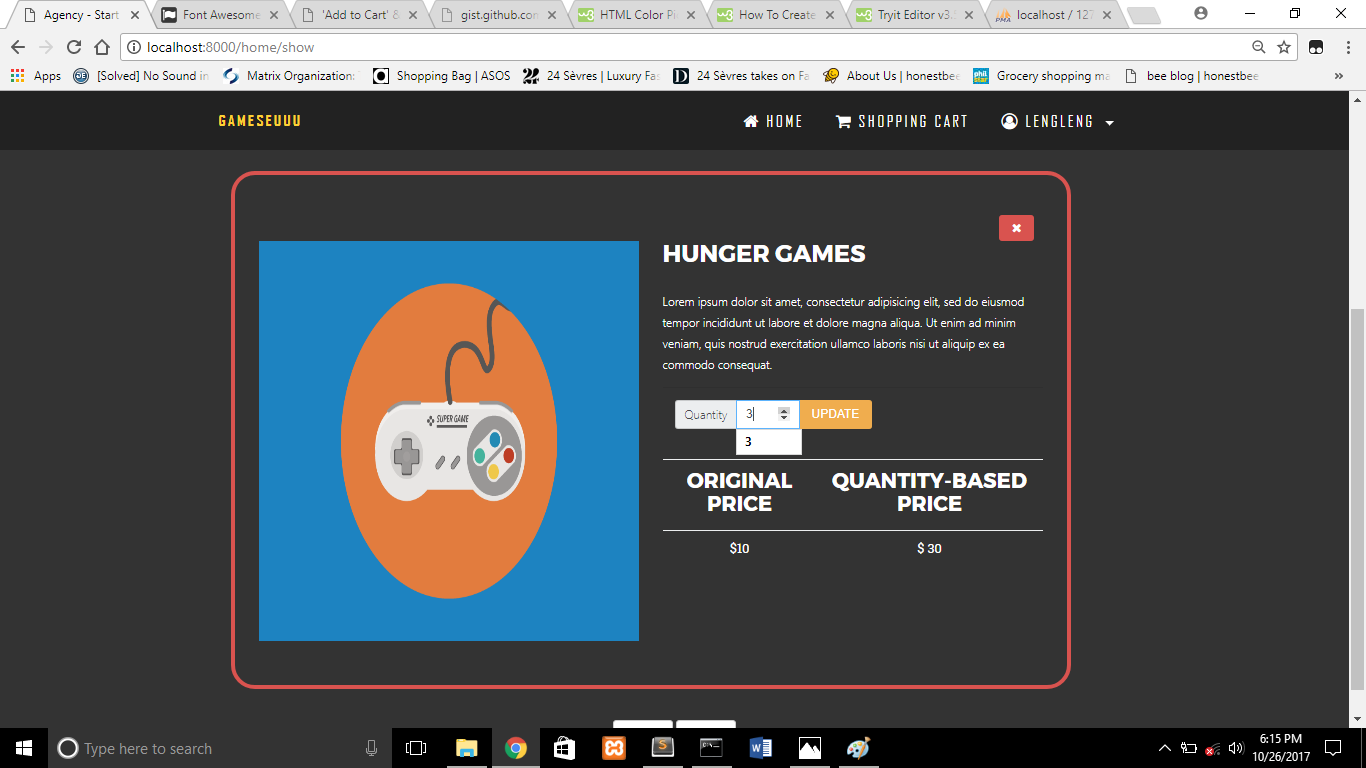 Agency - Start
Font Awesome
'Add to Cart' &
gist.github.com
HTML Color Pi
How To Create
Tryit Editor v3.
localhost / 127
localhost:8000/home/show
Apps
[Solved] No Sound in
Matrix Organization:
Shopping Bag | ASOS
24 Sèvres | Luxury Fas
24 Sèvres takes on Fa
About Us | honestbee
Grocery shopping ma
bee blog | honestbee
GAMESEUUU
HOME
SHOPPING CART
LENGLENG
HUNGER GAMES
Lorem ipsum dolor sit amet, consectetur adipisicing elit, sed do eiusmod
tempor incididunt ut labore et dolore magna aliqua. Ut enim ad minim
veniam, quis nostrud exercitation ullamco laboris nisi ut aliquip ex ea
commodo consequat.
SUPER GAME
Quantity
3
UPDATE
3
ORIGINAL
PRICE
QUANTITY-BASED
PRICE
$10
$ 30
Type here to search
6:15 PM
10/26/2017